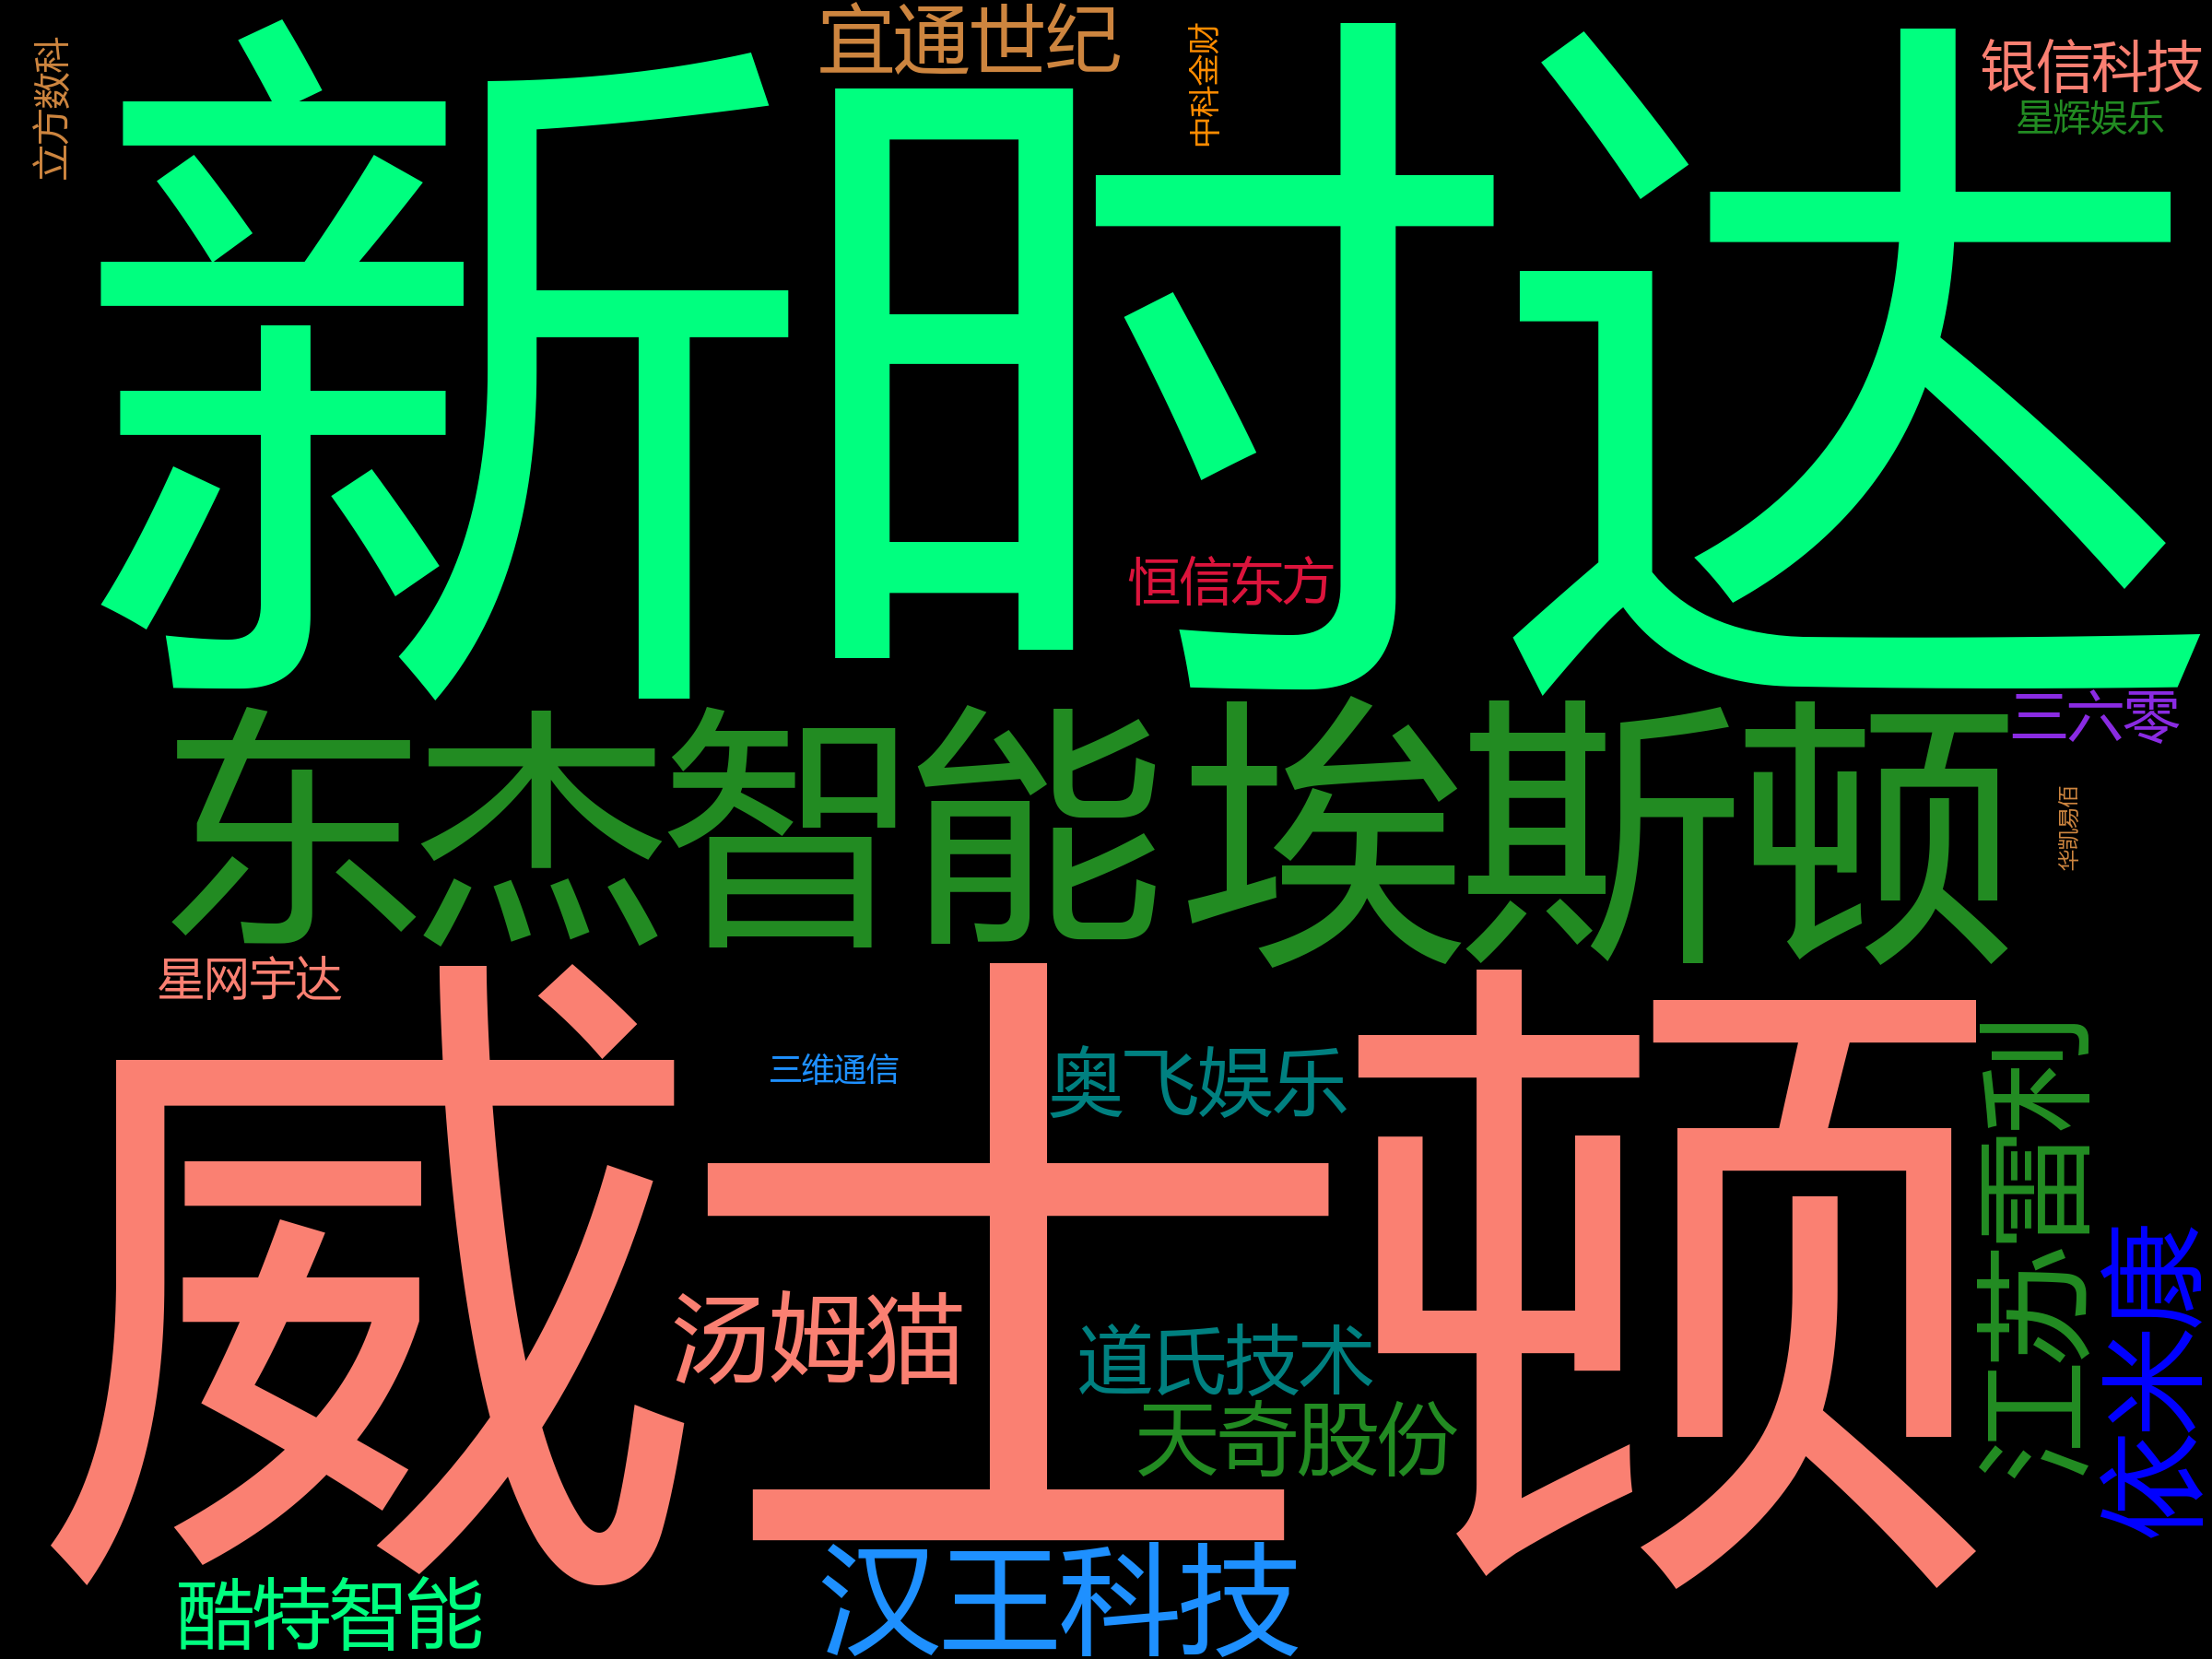 宜通世纪
立方数科
中科金财
银信科技
星辉娱乐
新时达
恒信东方
三六零
东杰智能
埃斯顿
华凯易佰
星网宇达
威士顿
三维通信
奥飞娱乐
江苏雷利
依米康
汤姆猫
道氏技术
天奇股份
汉王科技
酷特智能